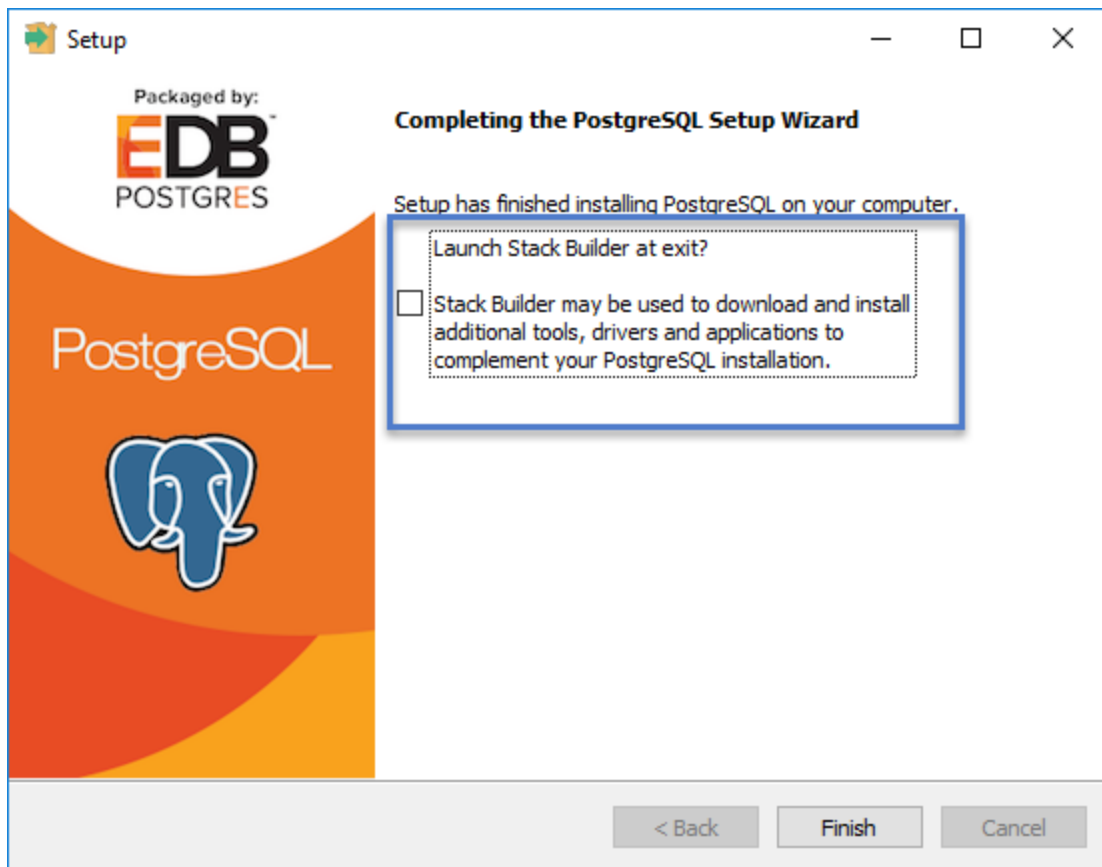 Setup
Packaged by:
EDB
POSTGRES
PostgreSQL
Completing the PostgreSQL Setup Wizard
Setup has finished installing PostgreSQL on your computer.
Launch Stack Builder at exit?
Stack Builder may be used to download and install
additional tools, drivers and applications to
complement your PostgreSQL installation.
< Back
Finish
Cancel